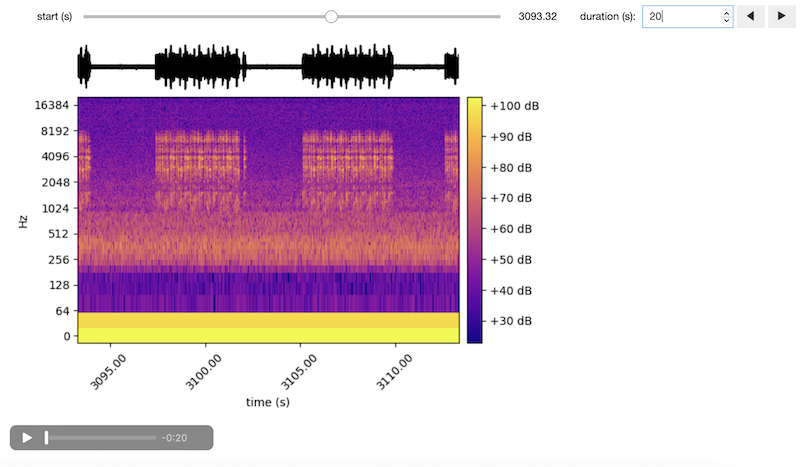 start (s) 3093.32 duration (s): 20
16384
8192
4096
2048
1024
512
256
128
64
0
Hz
+100 dB
+90 dB
+80 dB
+70 dB
+60 dB
+50 dB
+40 dB
+30 dB
3095.00 3100.00 3105.00 3110.00
time (s)
-0:20